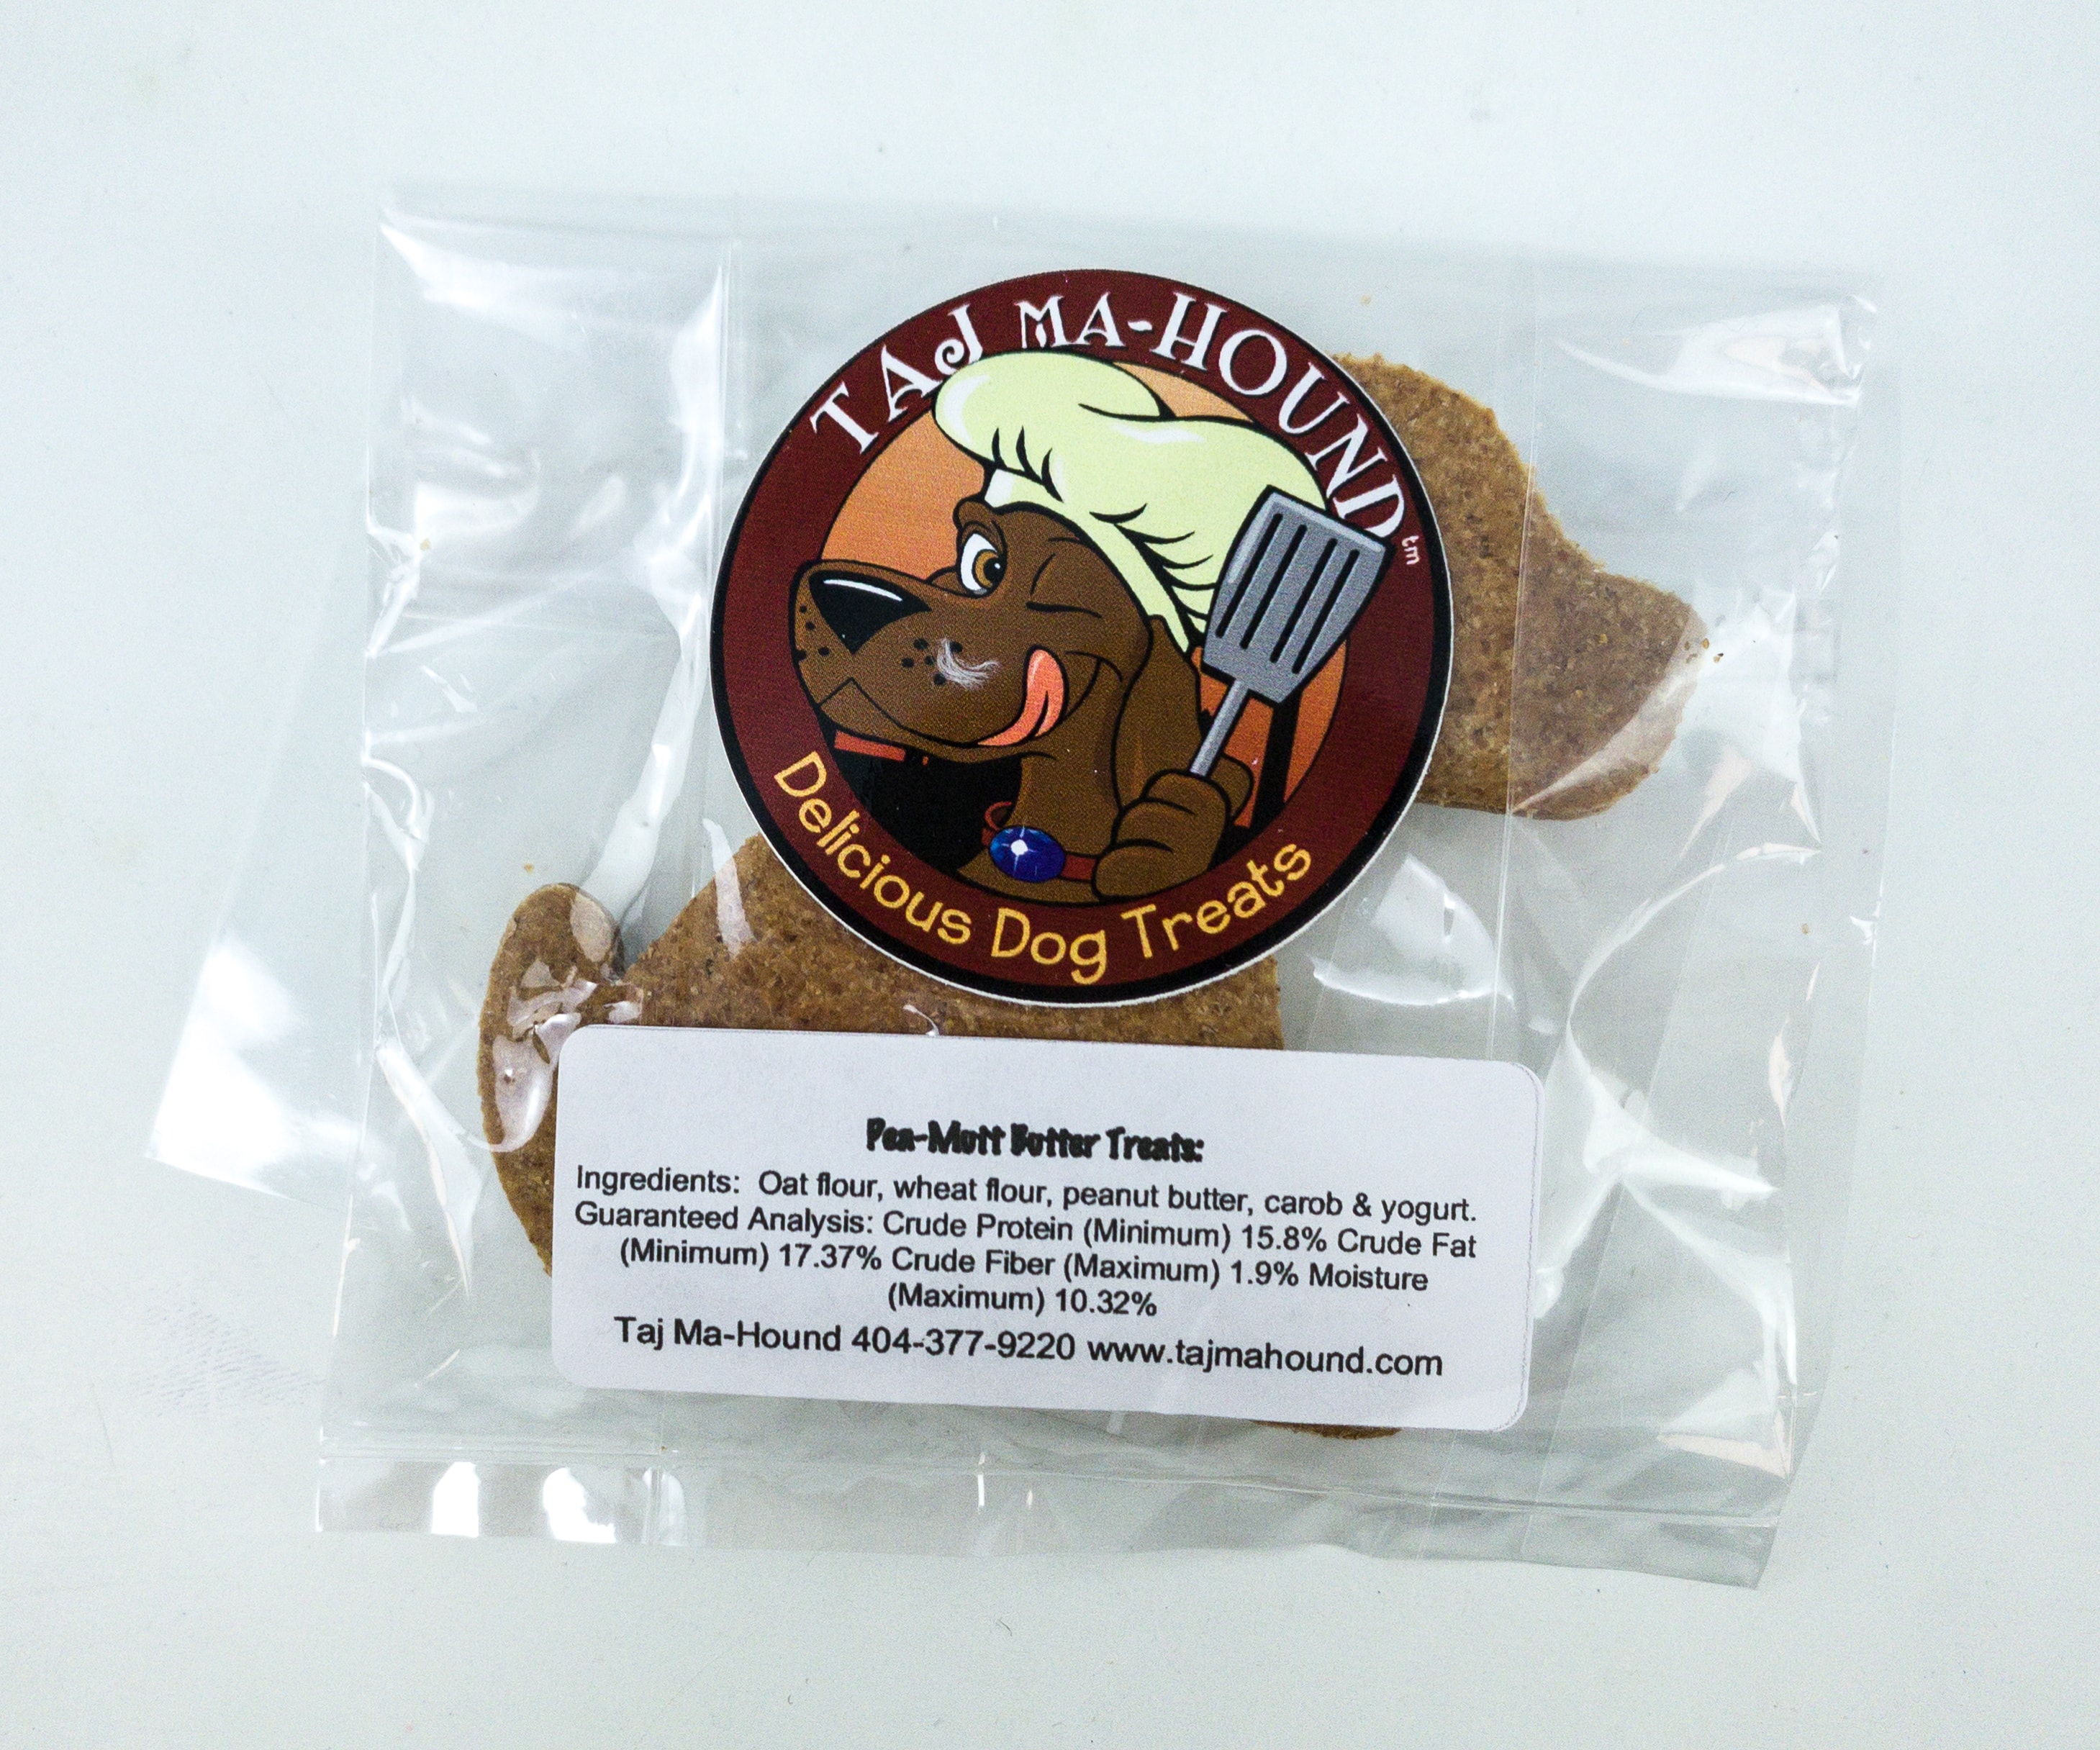 TAJ MA-HOUND tm
Delicious Dog Treats
Pea-Mutt Butter Treats:
Ingredients: Oat flour, wheat flour, peanut butter, carob & yogurt.
Guaranteed Analysis: Crude Protein (Minimum) 15.8% Crude Fat
(Minimum) 17.37% Crude Fiber (Maximum) 1.9% Moisture
(Maximum) 10.32%
Taj Ma-Hound 404-377-9220 www.tajmahound.com